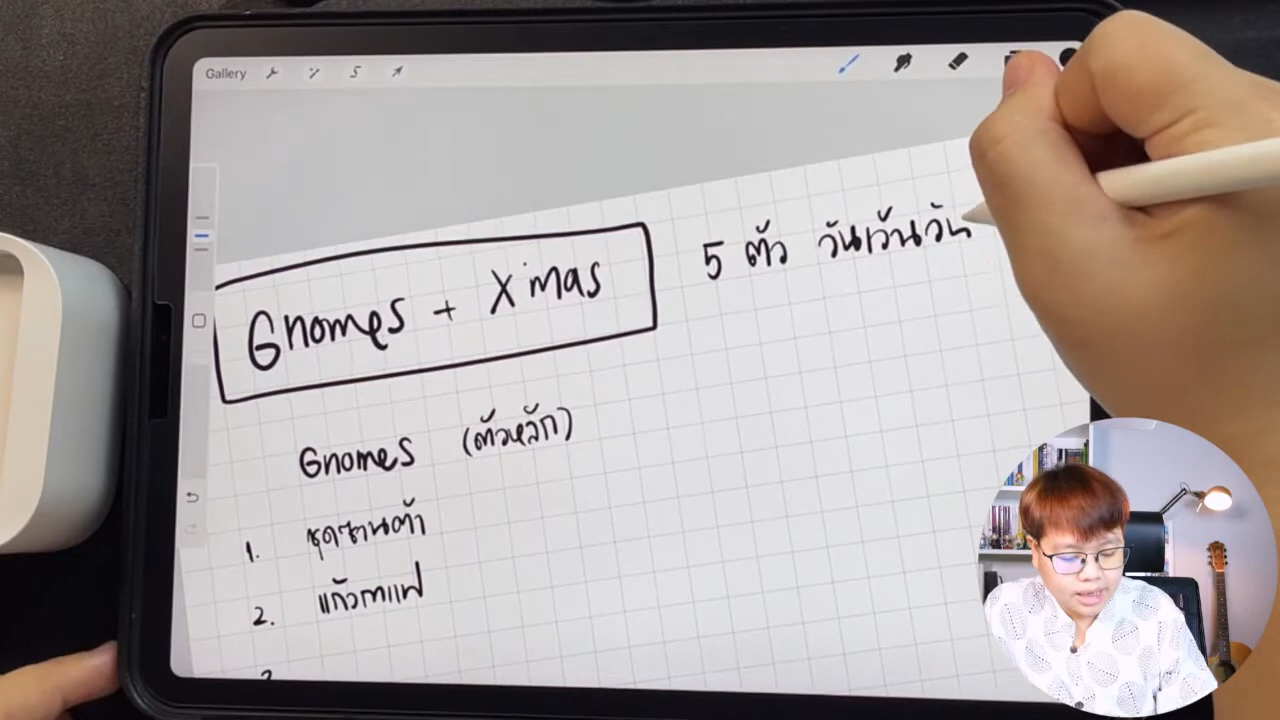 Gallery
Gnomes + X'mas
5 ตัว วันเว้นวัน
Gnomes (ตัวหลัก)
1. ชุดซานต้า
2. แก้วกาแฟ